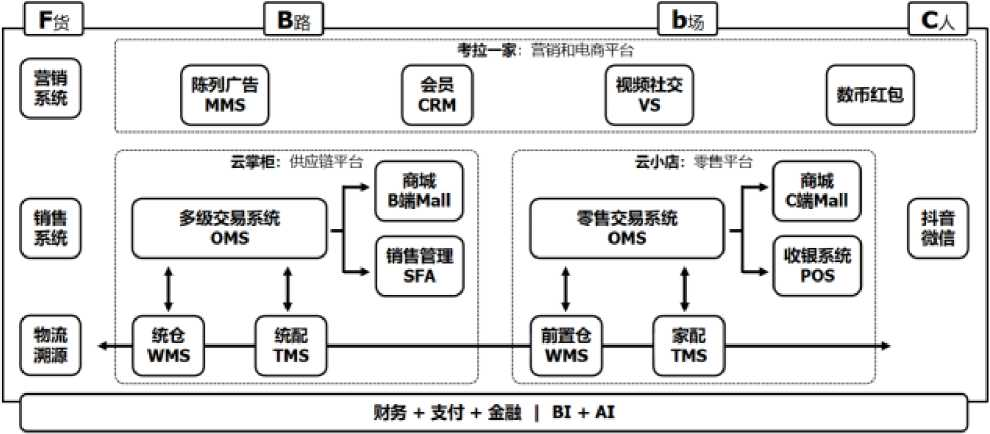 F货
B路
b场
C人
考拉一家：营销和电商平台
营销
系统
陈列广告
MMS
会员
CRM
视频社交
VS
数币红包
云掌柜：供应链平台
云小店：零售平台
销售
系统
多级交易系统
OMS
商城
B端Mall
销售管理
SFA
零售交易系统
OMS
商城
C端Mall
收银系统
POS
抖音
微信
物流
溯源
统仓
WMS
统配
TMS
前置仓
WMS
家配
TMS
财务 + 支付 + 金融 | BI + AI